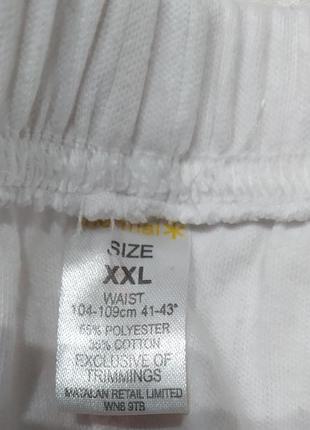 SIZE
XXL
WAIST
104-109cm 41-43"
65% POLYESTER
35% COTTON
EXCLUSIVE OF
TRIMMINGS
MATALAN RETAIL LIMITED
WN8 9TB